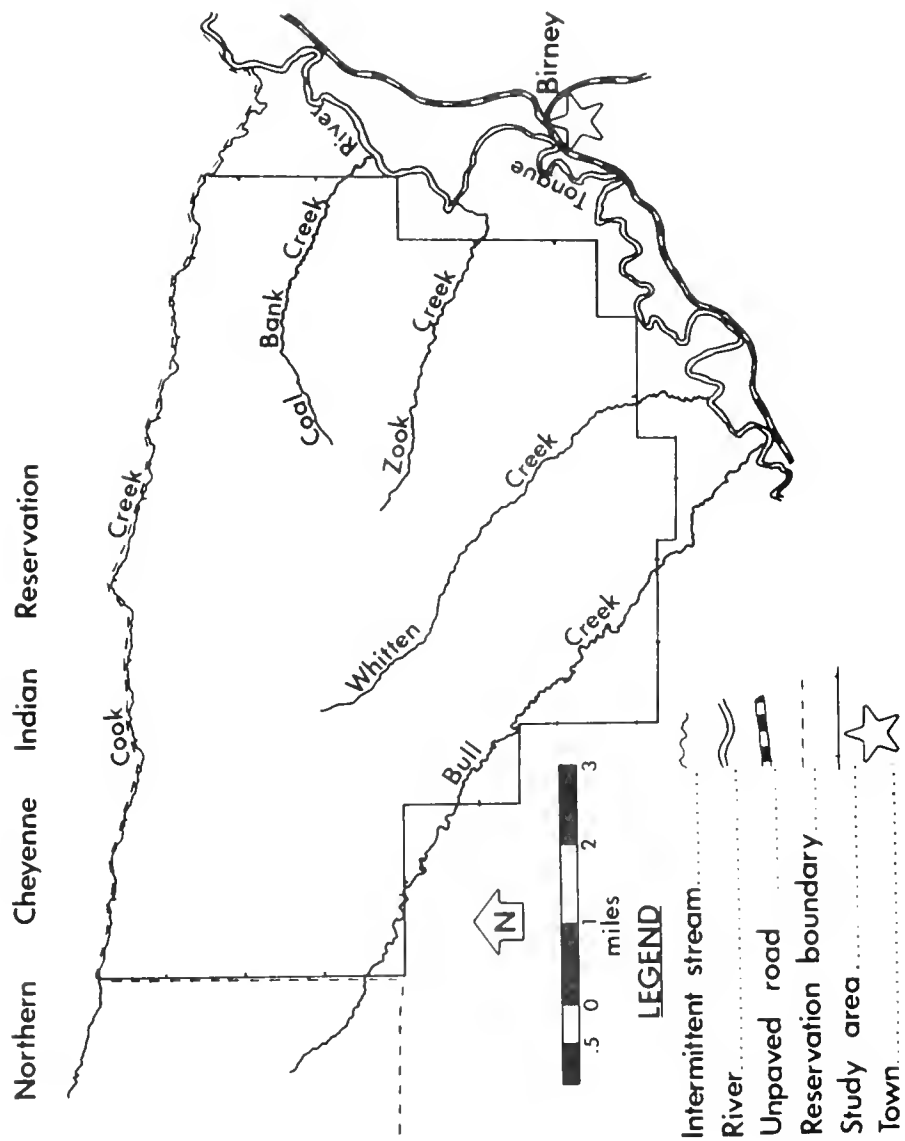 Northern Cheyenne Indian Reservation
Cook Creek
Coal Bank Creek
River
Zook Creek
Tongue
Birney
Whitten Creek
Bull Creek
N
.5 0 1 2 3
miles
LEGEND
Intermittent stream
River
Unpaved road
Reservation boundary
Study area
Town